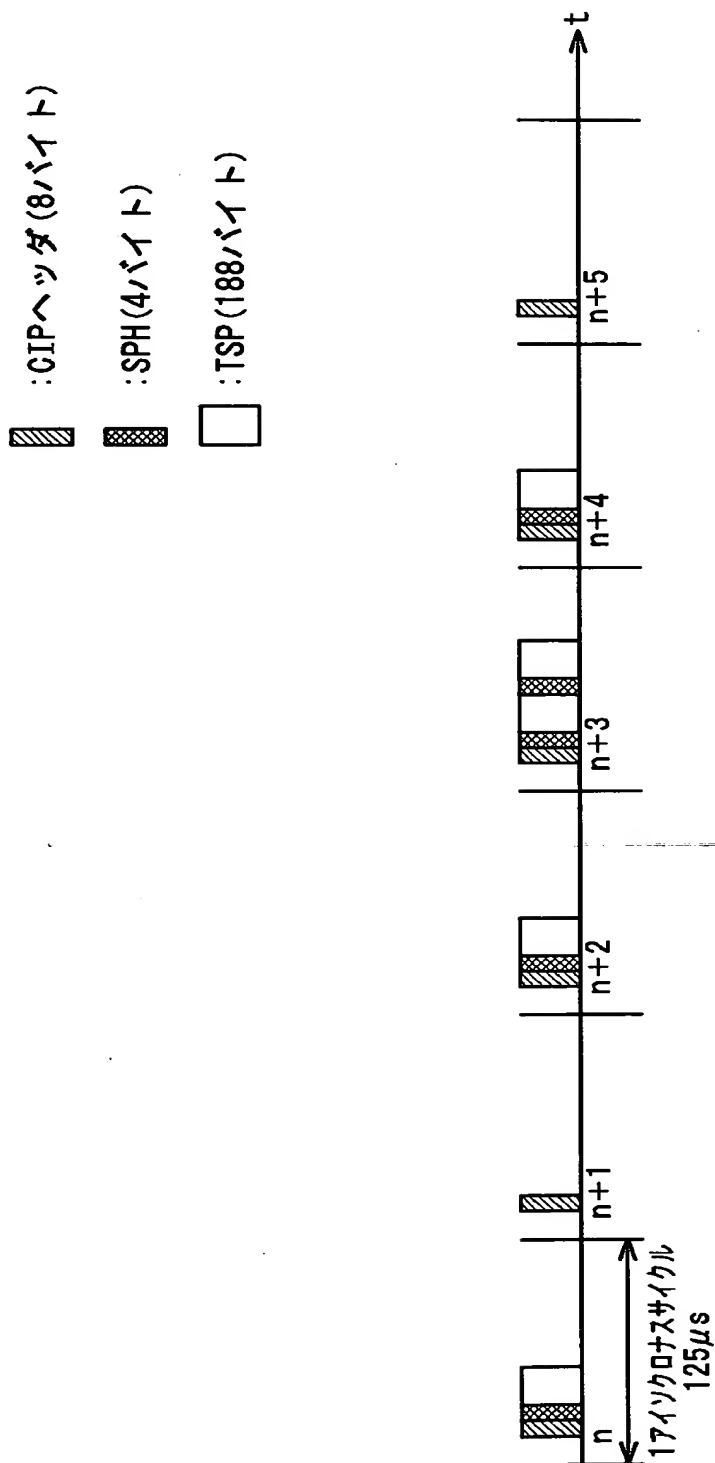 :CIPヘッダ(8バイト)
:SPH(4バイト)
:TSP(188バイト)
n
n+1
n+2
n+3
n+4
n+5
t
1アイソクロナスサイクル
125μs